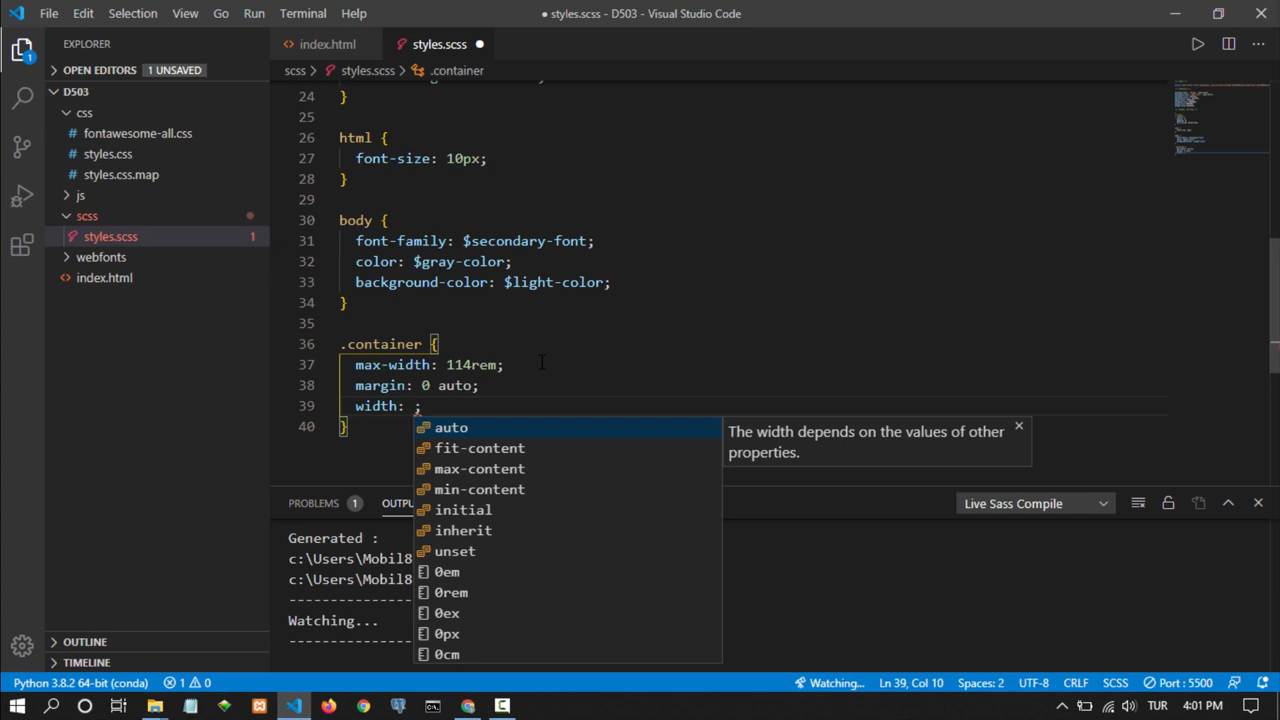 File Edit Selection View Go Run Terminal Help
● styles.scss - D503 - Visual Studio Code
EXPLORER
OPEN EDITORS 1 UNSAVED
D503
css
# fontawesome-all.css
# styles.css
# styles.css.map
js
scss
styles.scss 1
webfonts
<> index.html
OUTLINE
TIMELINE
1
<> index.html
styles.scss ●
scss > styles.scss > .container
24 }
25
26 html {
27 font-size: 10px;
28 }
29
30 body {
31 font-family: $secondary-font;
32 color: $gray-color;
33 background-color: $light-color;
34 }
35
36 .container {
37 max-width: 114rem;
38 margin: 0 auto;
39 width: ;
40 }
auto
fit-content
max-content
min-content
initial
inherit
unset
0em
0rem
0ex
0px
0cm
The width depends on the values of other
properties.
PROBLEMS 1 OUTPU
Live Sass Compile
Generated :
c:\Users\Mobil8
c:\Users\Mobil8
Watching...
Python 3.8.2 64-bit (conda) 1 0
Watching... Ln 39, Col 10 Spaces: 2 UTF-8 CRLF SCSS Port : 5500
TUR 4:01 PM